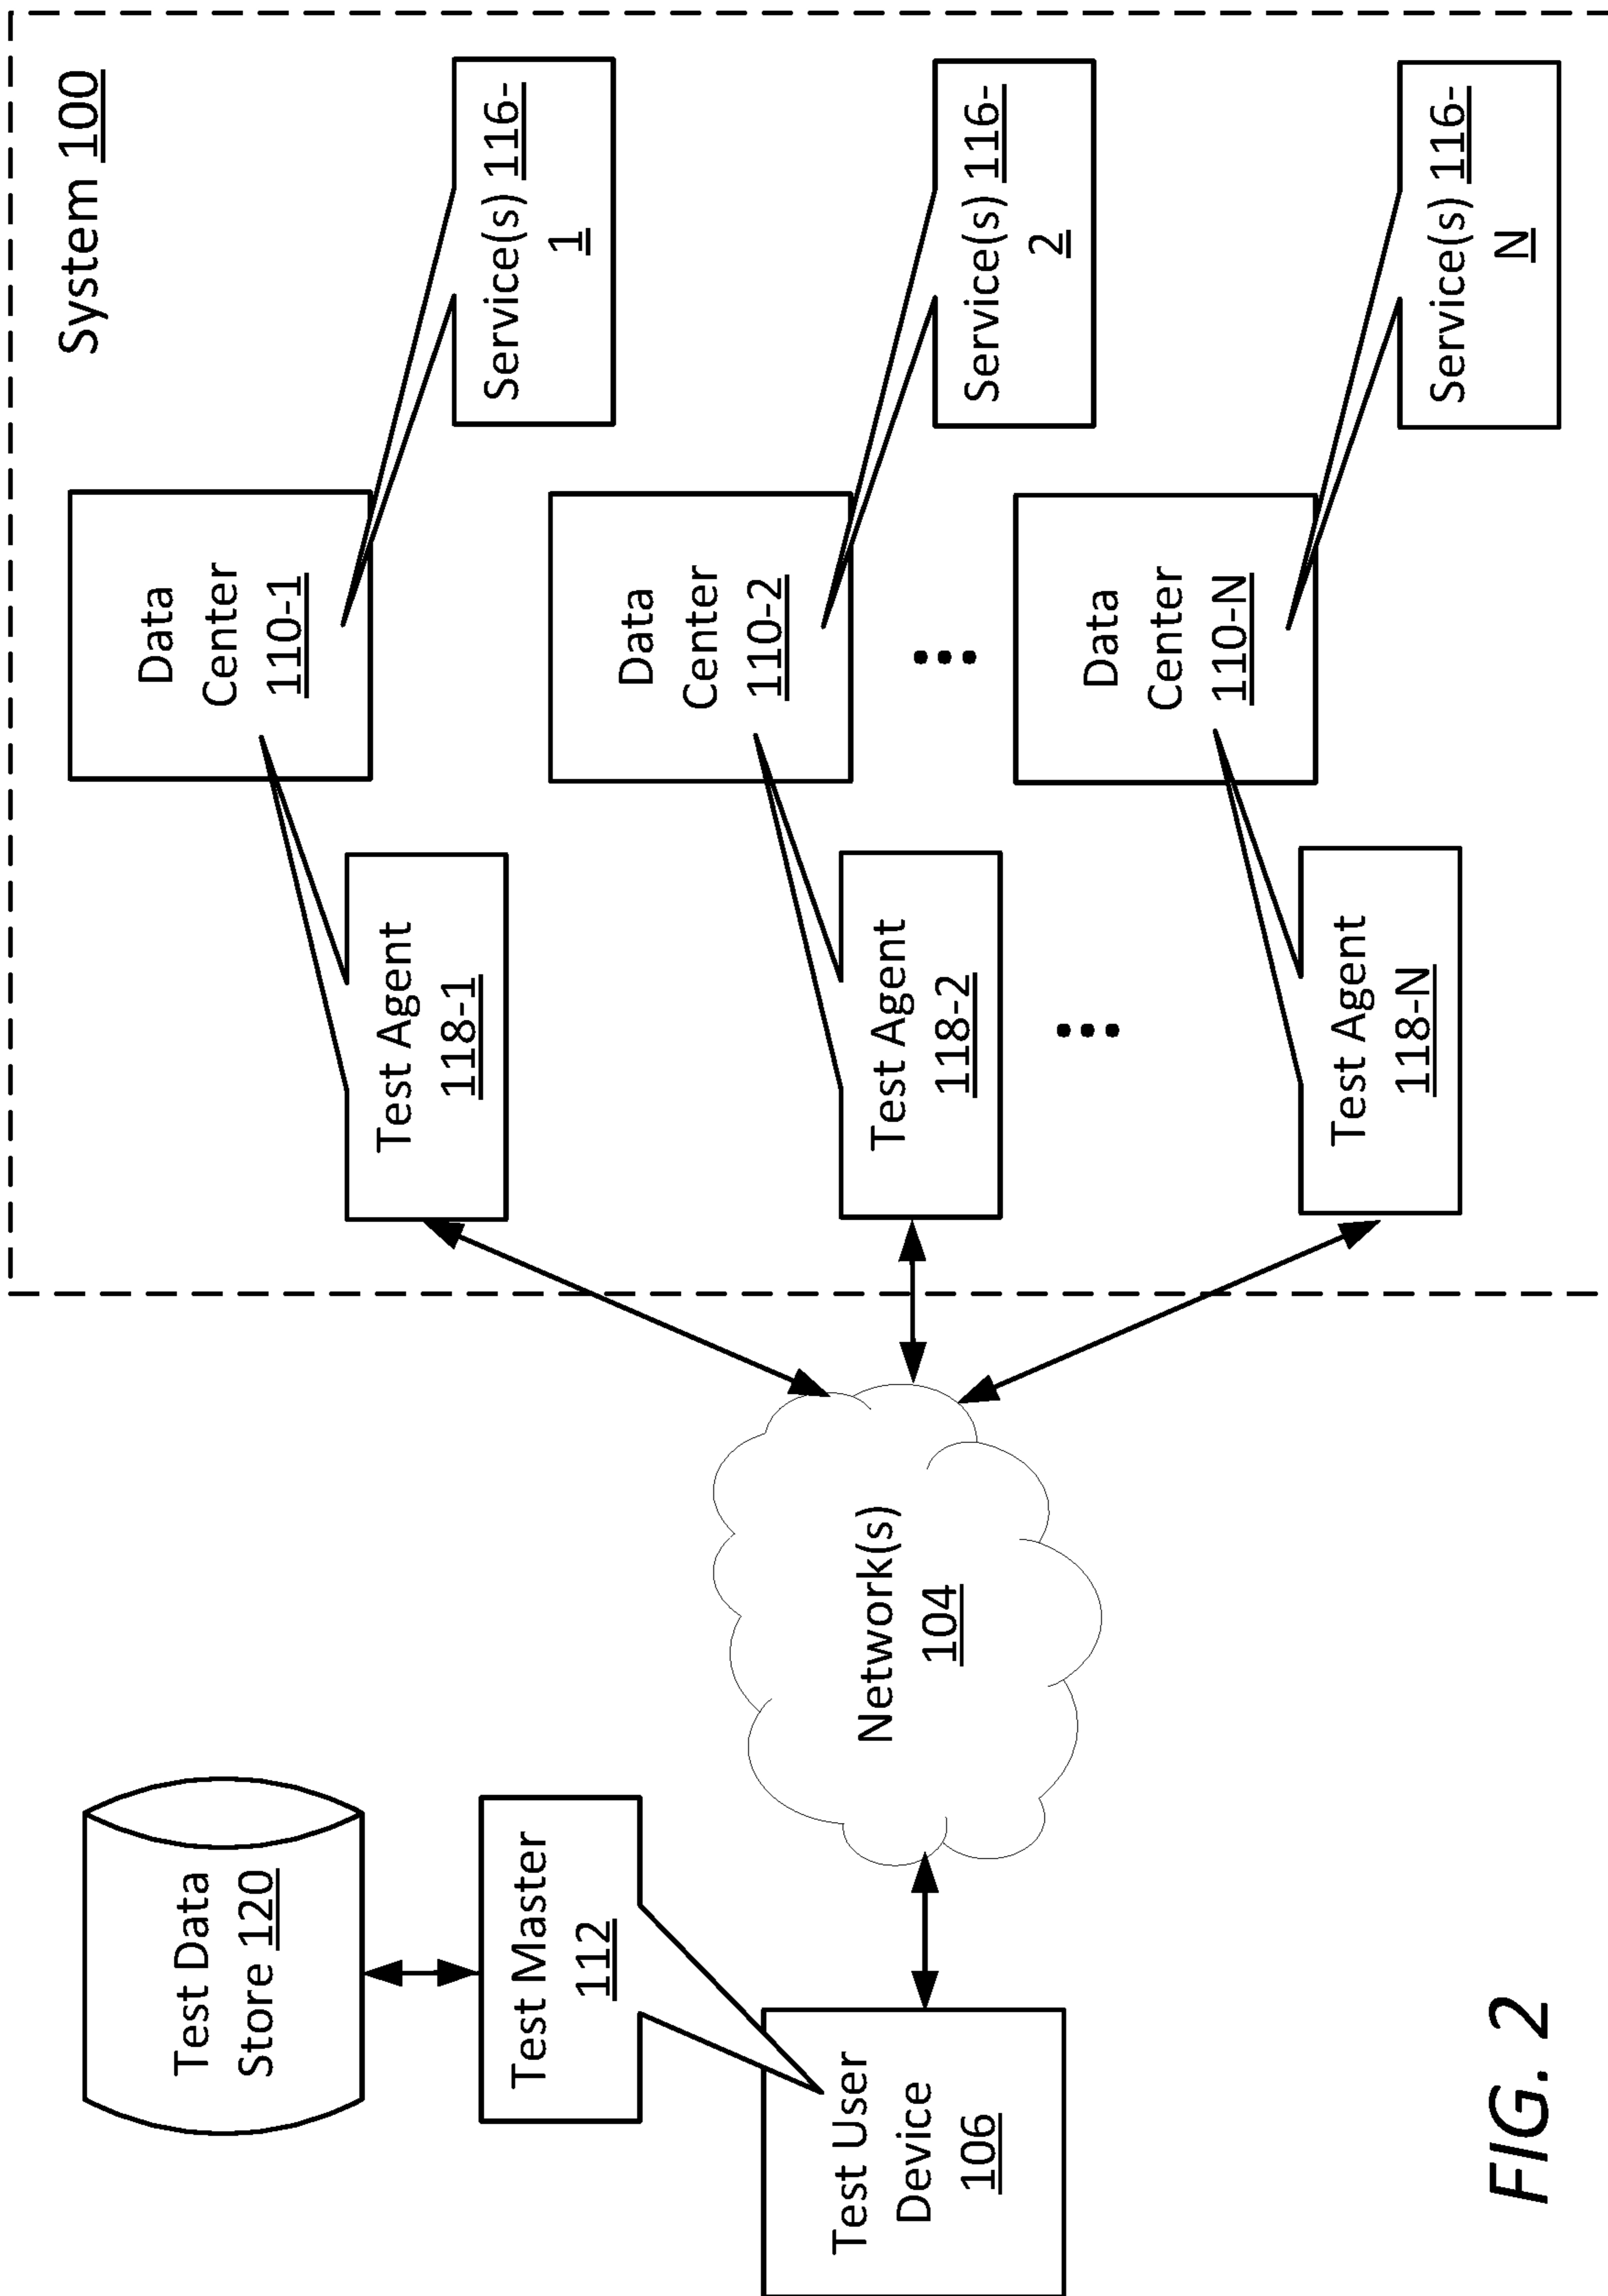 System 100
Test Data
Store 120
Test Master
112
Test User
Device
106
Network(s)
104
Test Agent
118-1
Data
Center
110-1
Service(s) 116-
1
Test Agent
118-2
Data
Center
110-2
Service(s) 116-
2
Test Agent
118-N
Data
Center
110-N
Service(s) 116-
N
FIG. 2